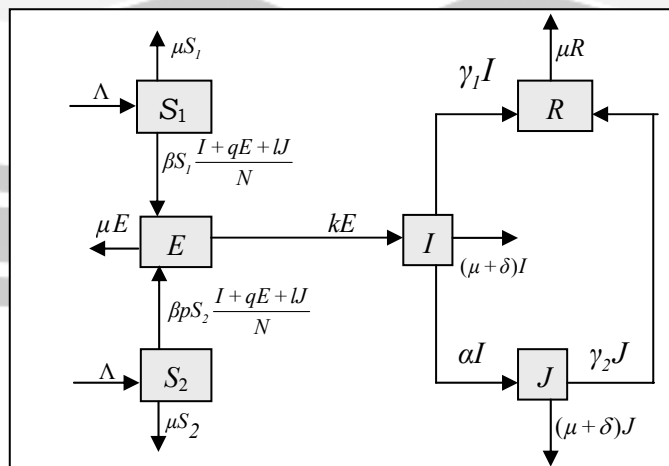 μS₁
Λ
S₁
βS₁ (I + qE + lJ)/N
μE
E
kE
βpS₂ (I + qE + lJ)/N
Λ
S₂
μS₂
μR
γ₁I
R
I
(μ + δ)I
αI
J
γ₂J
(μ + δ)J